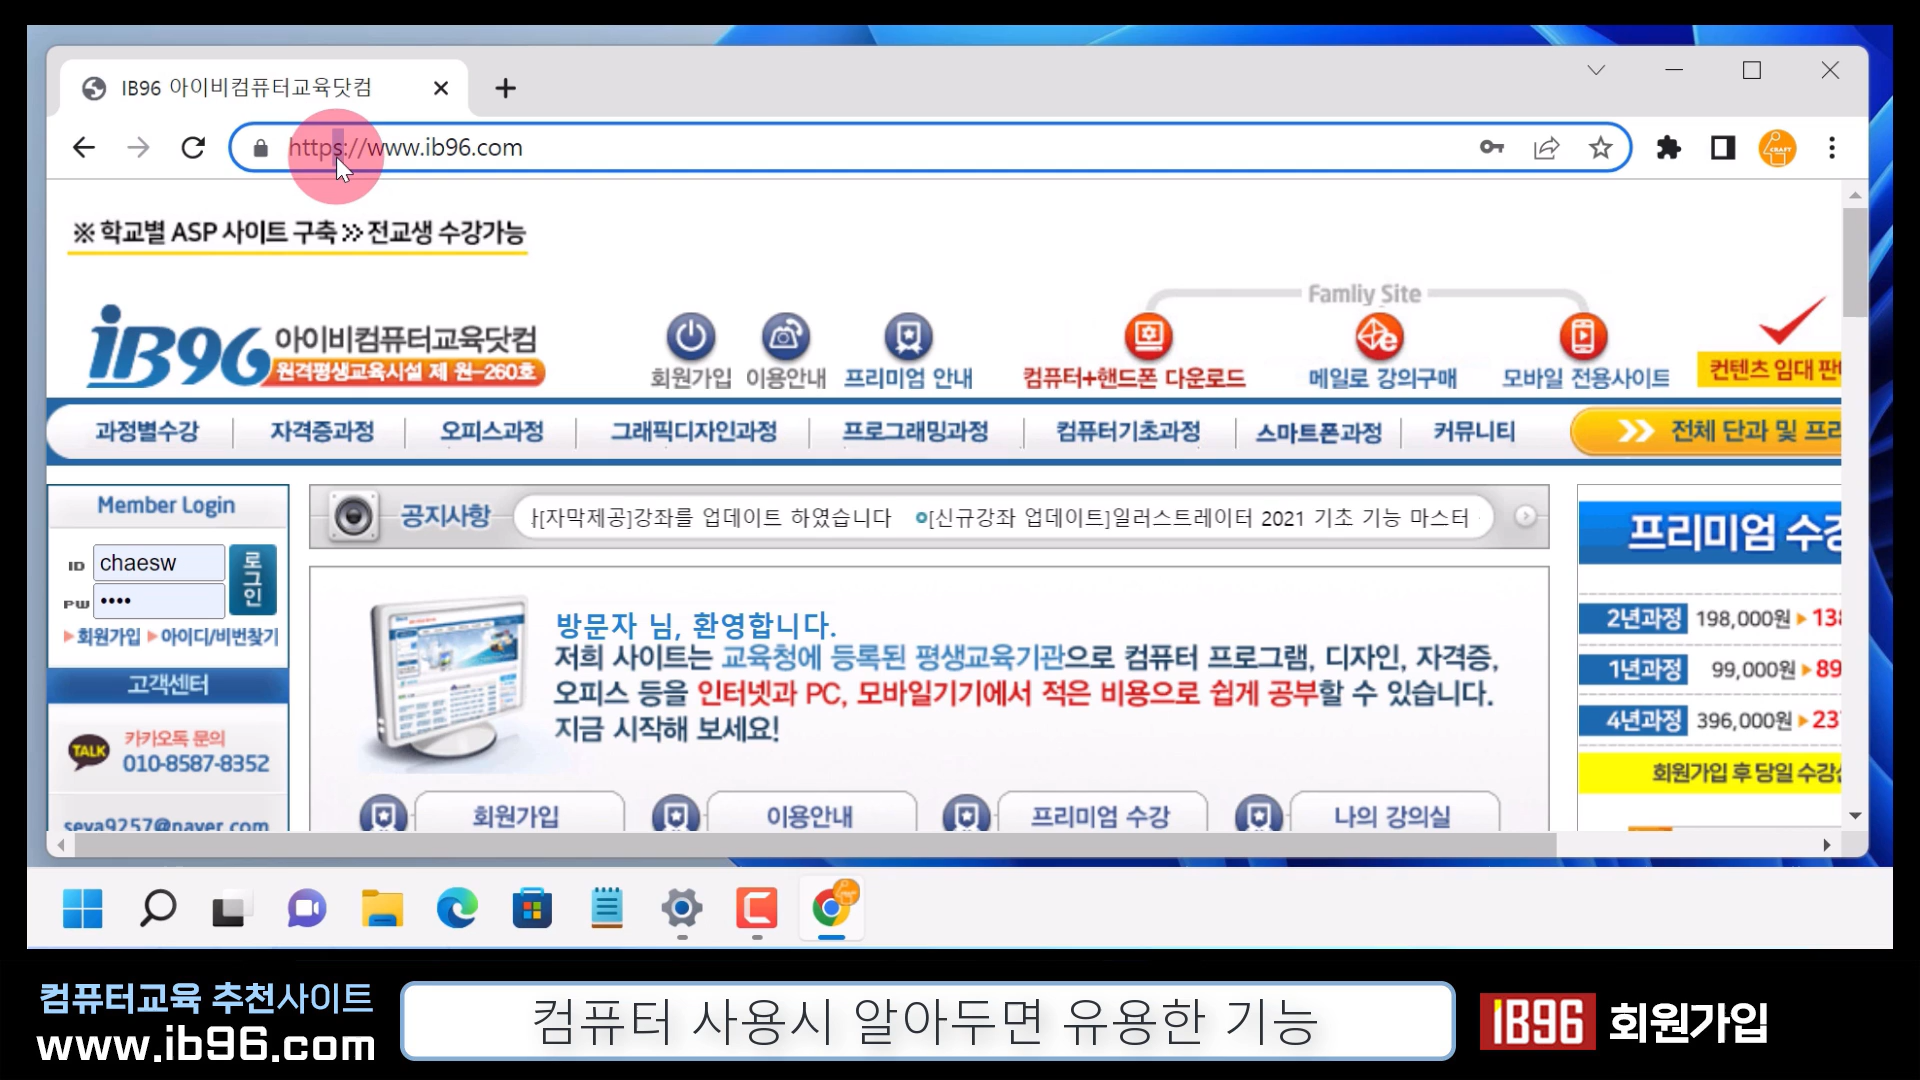 IB96 아이비컴퓨터교육닷컴
https://www.ib96.com
CRAFT
※ 학교별 ASP 사이트 구축 >> 전교생 수강가능
Famliy Site
iB96 아이비컴퓨터교육닷컴
원격평생교육시설 제 원-260호
회원가입 이용안내 프리미엄 안내 컴퓨터+핸드폰 다운로드 메일로 강의구매 모바일 전용사이트 컨텐츠 임대
과정별수강 자격증과정 오피스과정 그래픽디자인과정 프로그래밍과정 컴퓨터기초과정 스마트폰과정 커뮤니티 전체 단과 및
Member Login
ID chaesw
PW ••••
로그인
회원가입 아이디/비번찾기
고객센터
TALK 카카오톡 문의
010-8587-8352
seva9257@naver.com
공지사항 [자막제공]강좌를 업데이트 하였습니다 [신규강좌 업데이트]일러스트레이터 2021 기초 기능 마스터
방문자 님, 환영합니다.
저희 사이트는 교육청에 등록된 평생교육기관으로 컴퓨터 프로그램, 디자인, 자격증,
오피스 등을 인터넷과 PC, 모바일기기에서 적은 비용으로 쉽게 공부할 수 있습니다.
지금 시작해 보세요!
회원가입 이용안내 프리미엄 수강 나의 강의실
프리미엄 수강
2년과정 198,000원 13
1년과정 99,000원 89
4년과정 396,000원 23
회원가입 후 당일 수강
컴퓨터교육 추천사이트
www.ib96.com
컴퓨터 사용시 알아두면 유용한 기능
IB96 회원가입